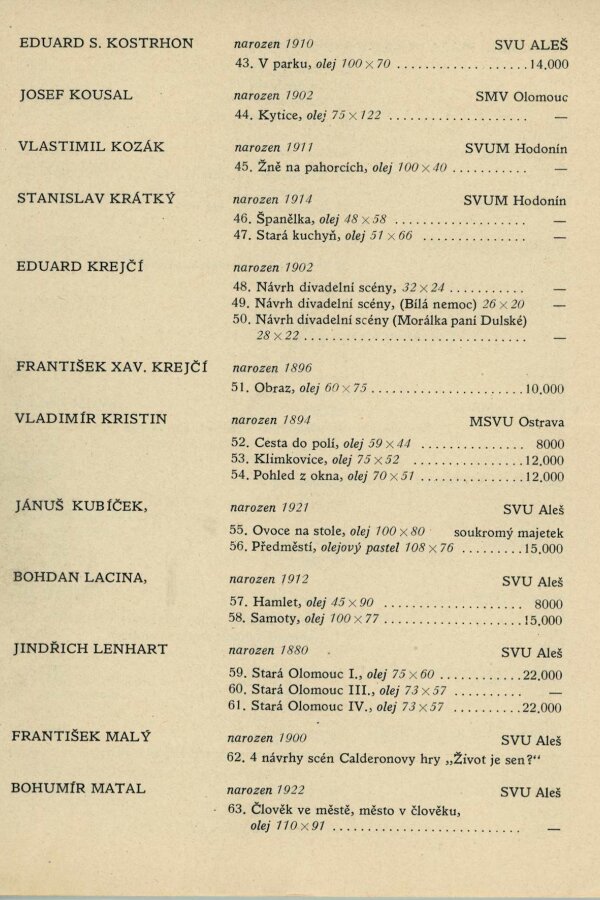 EDUARD S. KOSTRHON narozen 1910 SVU ALEŠ
43. V parku, olej 100×70 .................. 14,000
JOSEF KOUSAL narozen 1902 SMV Olomouc
44. Kytice, olej 75×122 .................... —
VLASTIMIL KOZÁK narozen 1911 SVUM Hodonín
45. Žně na pahorcích, olej 100×40 ........... —
STANISLAV KRÁTKÝ narozen 1914 SVUM Hodonín
46. Španělka, olej 48×58 ................... —
47. Stará kuchyň, olej 51×66 ............... —
EDUARD KREJČÍ narozen 1902
48. Návrh divadelní scény, 32×24 ........... —
49. Návrh divadelní scény, (Bílá nemoc) 26×20 —
50. Návrh divadelní scény (Morálka paní Dulské)
28×22 ................................ —
FRANTIŠEK XAV. KREJČÍ narozen 1896
51. Obraz, olej 60×75 ...................... 10,000
VLADIMÍR KRISTIN narozen 1894 MSVU Ostrava
52. Cesta do polí, olej 59×44 .............. 8000
53. Klimkovice, olej 75×52 ................ 12,000
54. Pohled z okna, olej 70×51 .............. 12,000
JÁNUŠ KUBÍČEK, narozen 1921 SVU Aleš
55. Ovoce na stole, olej 100×80 soukromý majetek
56. Předměstí, olejový pastel 108×76 ......... 15,000
BOHDAN LACINA, narozen 1912 SVU Aleš
57. Hamlet, olej 45×90 .................... 8000
58. Samoty, olej 100×77 .................... 15,000
JINDŘICH LENHART narozen 1880 SVU Aleš
59. Stará Olomouc I., olej 75×60 ............ 22,000
60. Stará Olomouc III., olej 73×57 .......... —
61. Stará Olomouc IV., olej 73×57 .......... 22,000
FRANTIŠEK MALÝ narozen 1900 SVU Aleš
62. 4 návrhy scén Calderonovy hry „Život je sen?“
BOHUMÍR MATAL narozen 1922 SVU Aleš
63. Člověk ve městě, město v člověku,
olej 110×91 ........................... —